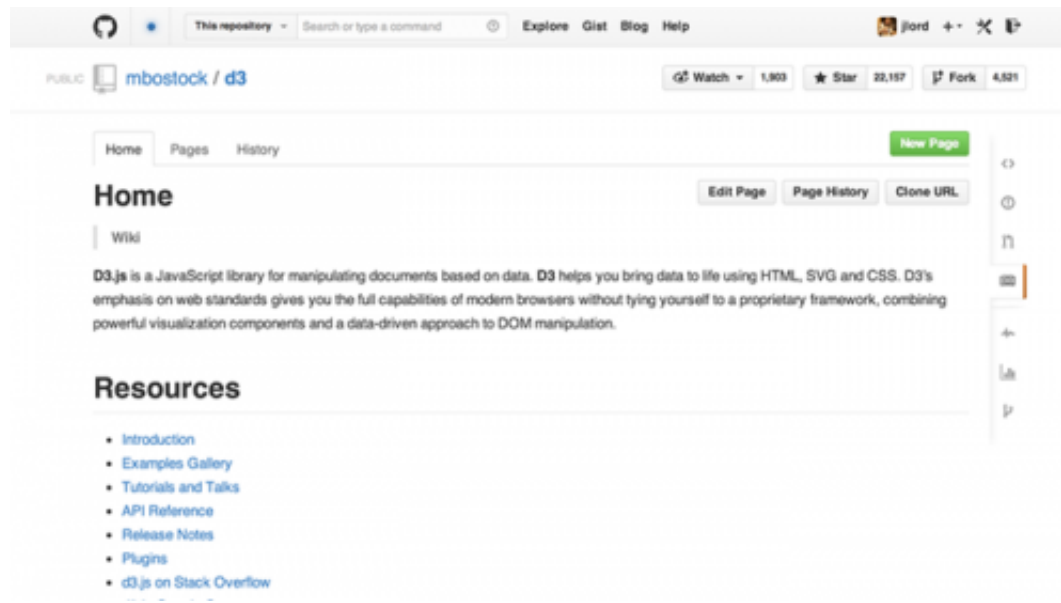 This repository Search or type a command Explore Gist Blog Help jlord
PUBLIC mbostock / d3 Watch 1,903 Star 22,157 Fork 4,521
Home Pages History New Page
Home Edit Page Page History Clone URL
Wiki
D3.js is a JavaScript library for manipulating documents based on data. D3 helps you bring data to life using HTML, SVG and CSS. D3's
emphasis on web standards gives you the full capabilities of modern browsers without tying yourself to a proprietary framework, combining
powerful visualization components and a data-driven approach to DOM manipulation.
Resources
• Introduction
• Examples Gallery
• Tutorials and Talks
• API Reference
• Release Notes
• Plugins
• d3.js on Stack Overflow